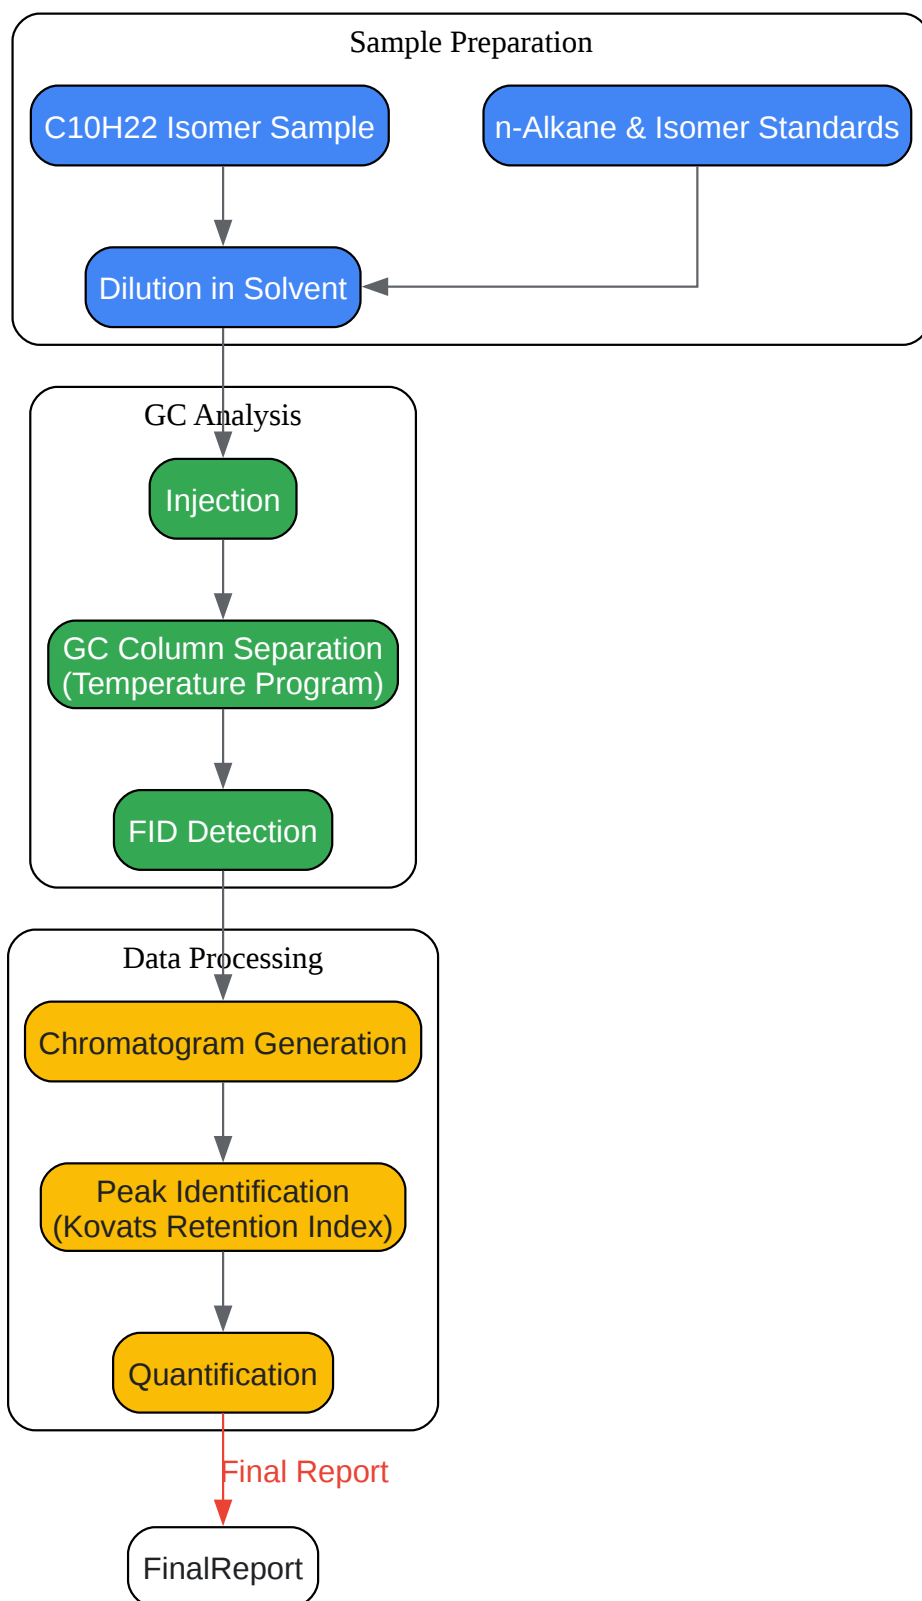 Sample Preparation
C10H22 Isomer Sample
n-Alkane & Isomer Standards
Dilution in Solvent
GC Analysis
Injection
GC Column Separation
(Temperature Program)
FID Detection
Data Processing
Chromatogram Generation
Peak Identification
(Kovats Retention Index)
Quantification
Final Report
FinalReport